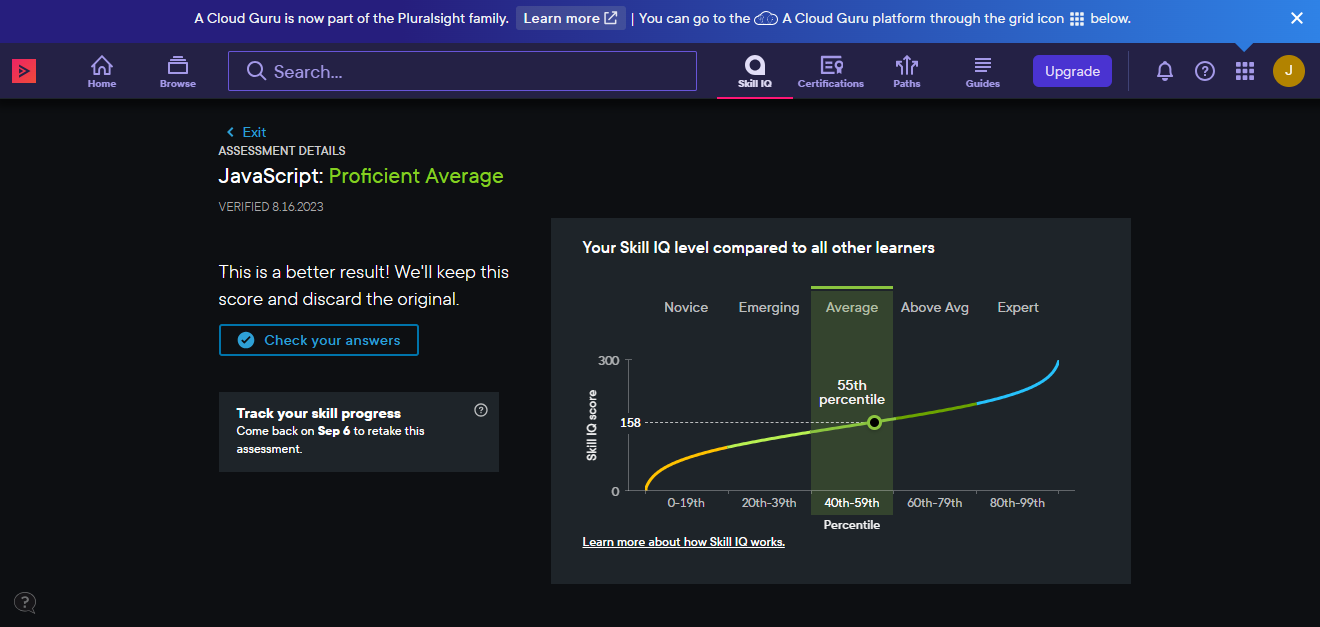 A Cloud Guru is now part of the Pluralsight family. Learn more | You can go to the A Cloud Guru platform through the grid icon below.
Home
Browse
Search...
Skill IQ
Certifications
Paths
Guides
Upgrade
J
Exit
ASSESSMENT DETAILS
JavaScript: Proficient Average
VERIFIED 8.16.2023
This is a better result! We'll keep this
score and discard the original.
Check your answers
Track your skill progress
Come back on Sep 6 to retake this
assessment.
Your Skill IQ level compared to all other learners
Novice Emerging Average Above Avg Expert
300
55th
percentile
158
Skill IQ score
0
0-19th 20th-39th 40th-59th 60th-79th 80th-99th
Percentile
Learn more about how Skill IQ works.